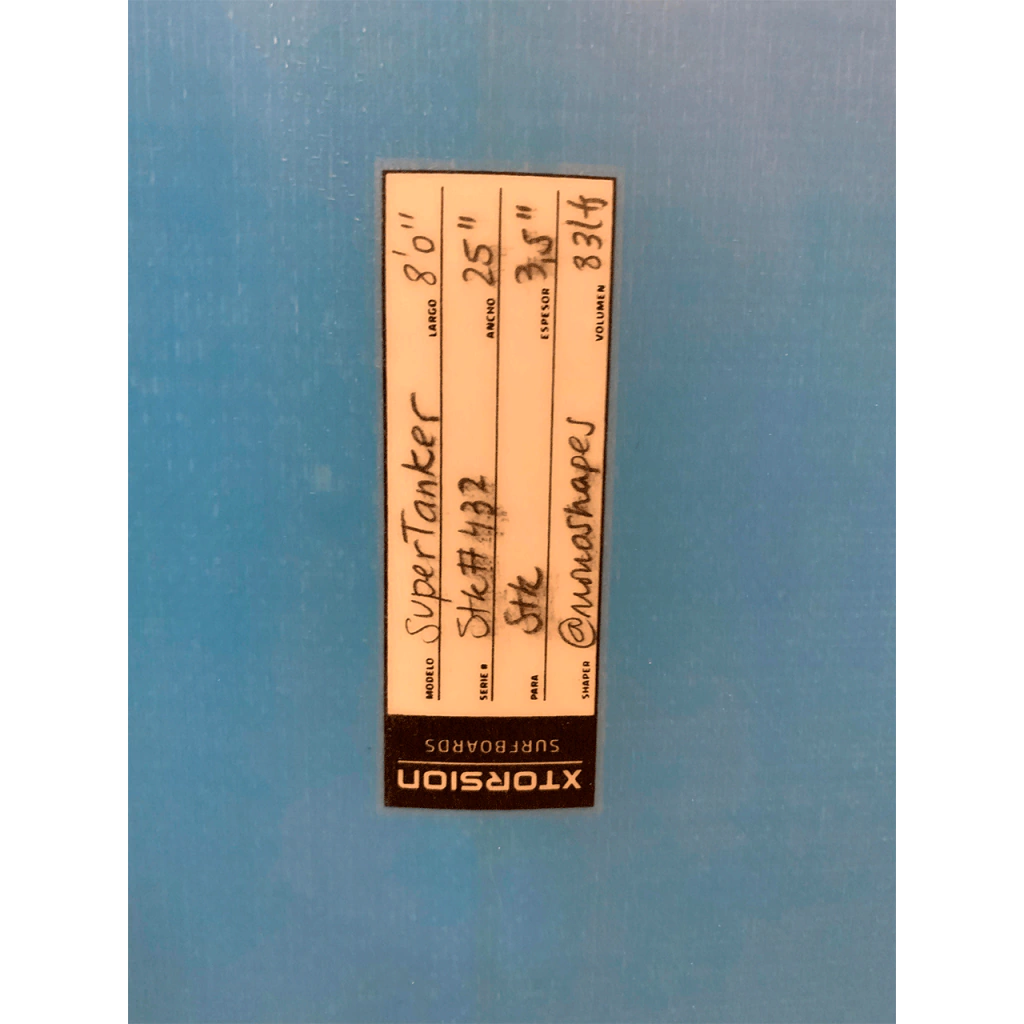 XTORSION
SURFBOARDS
MODELO SuperTanker LARGO 8'0"
SERIE # Stk#432 ANCHO 25"
PARA Stk ESPESOR 3,5"
SHAPER @nonoshapes VOLUMEN 83lts